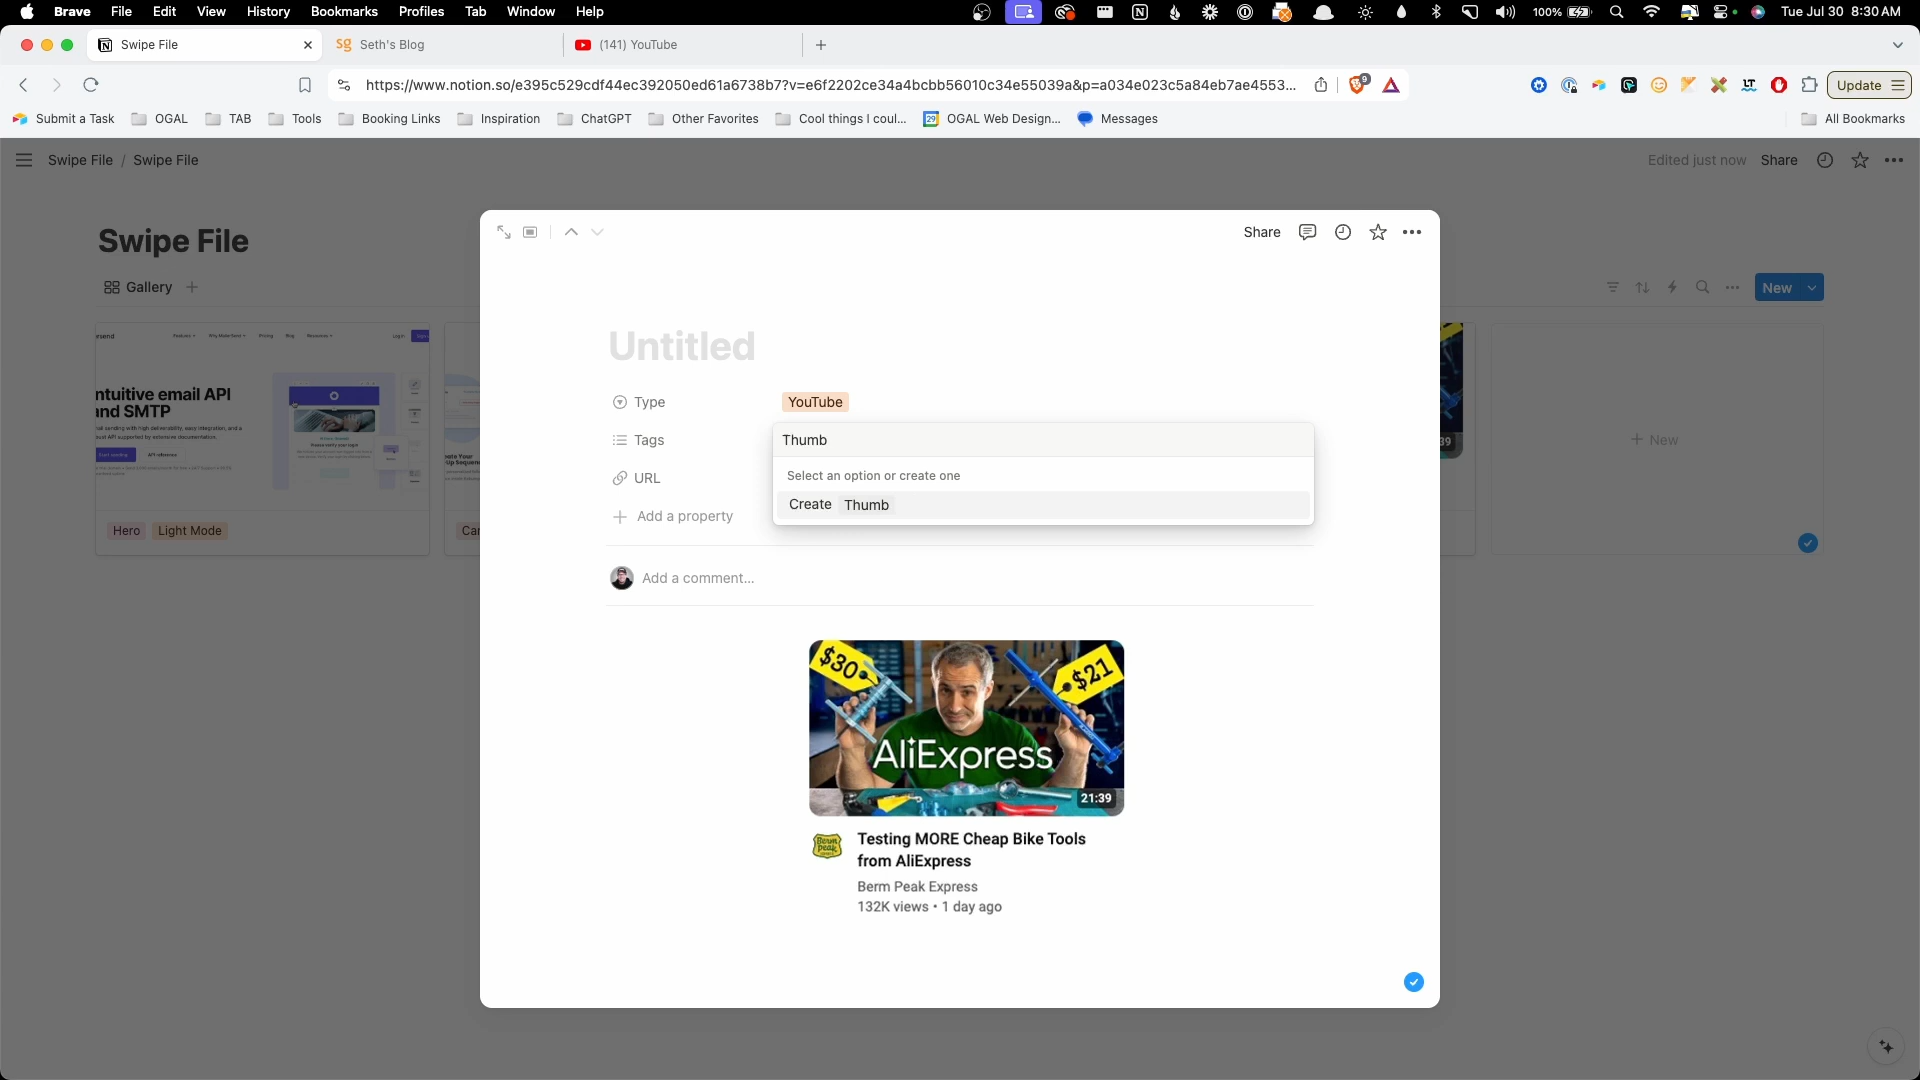 Brave File Edit View History Bookmarks Profiles Tab Window Help 100% Tue Jul 30 8:30 AM
Swipe File Seth's Blog (141) YouTube
https://www.notion.so/e395c529cdf44ec392050ed61a6738b7?v=e6f2202ce34a4bcbb56010c34e55039a&p=a034e023c5a84eb7ae4553... 9 Update
Submit a Task OGAL TAB Tools Booking Links Inspiration ChatGPT Other Favorites Cool things I coul... OGAL Web Design... Messages All Bookmarks
Swipe File / Swipe File Edited just now Share
Swipe File
Gallery
New
ntuitive email API
and SMTP
Hero Light Mode
+ New
Share
Untitled
Type YouTube
Tags Thumb
Select an option or create one
URL
Create Thumb
Add a property
Add a comment...
$30 $21
AliExpress
21:39
Testing MORE Cheap Bike Tools
from AliExpress
Berm Peak Express
132K views • 1 day ago